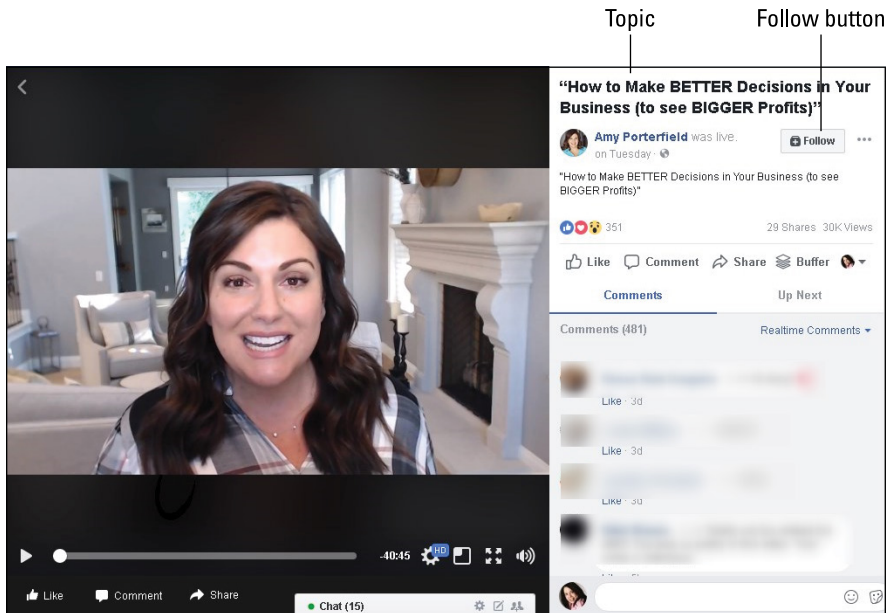 Topic
Follow button
“How to Make BETTER Decisions in Your
Business (to see BIGGER Profits)”
Amy Porterfield was live.
Follow
on Tuesday ·
"How to Make BETTER Decisions in Your Business (to see
BIGGER Profits)"
351
29 Shares 30K Views
Like Comment Share Buffer
Comments Up Next
Comments (481) Realtime Comments
Like · 3d
Like · 3d
Like · 3d
-40:45 HD
Like Comment Share
Chat (15)